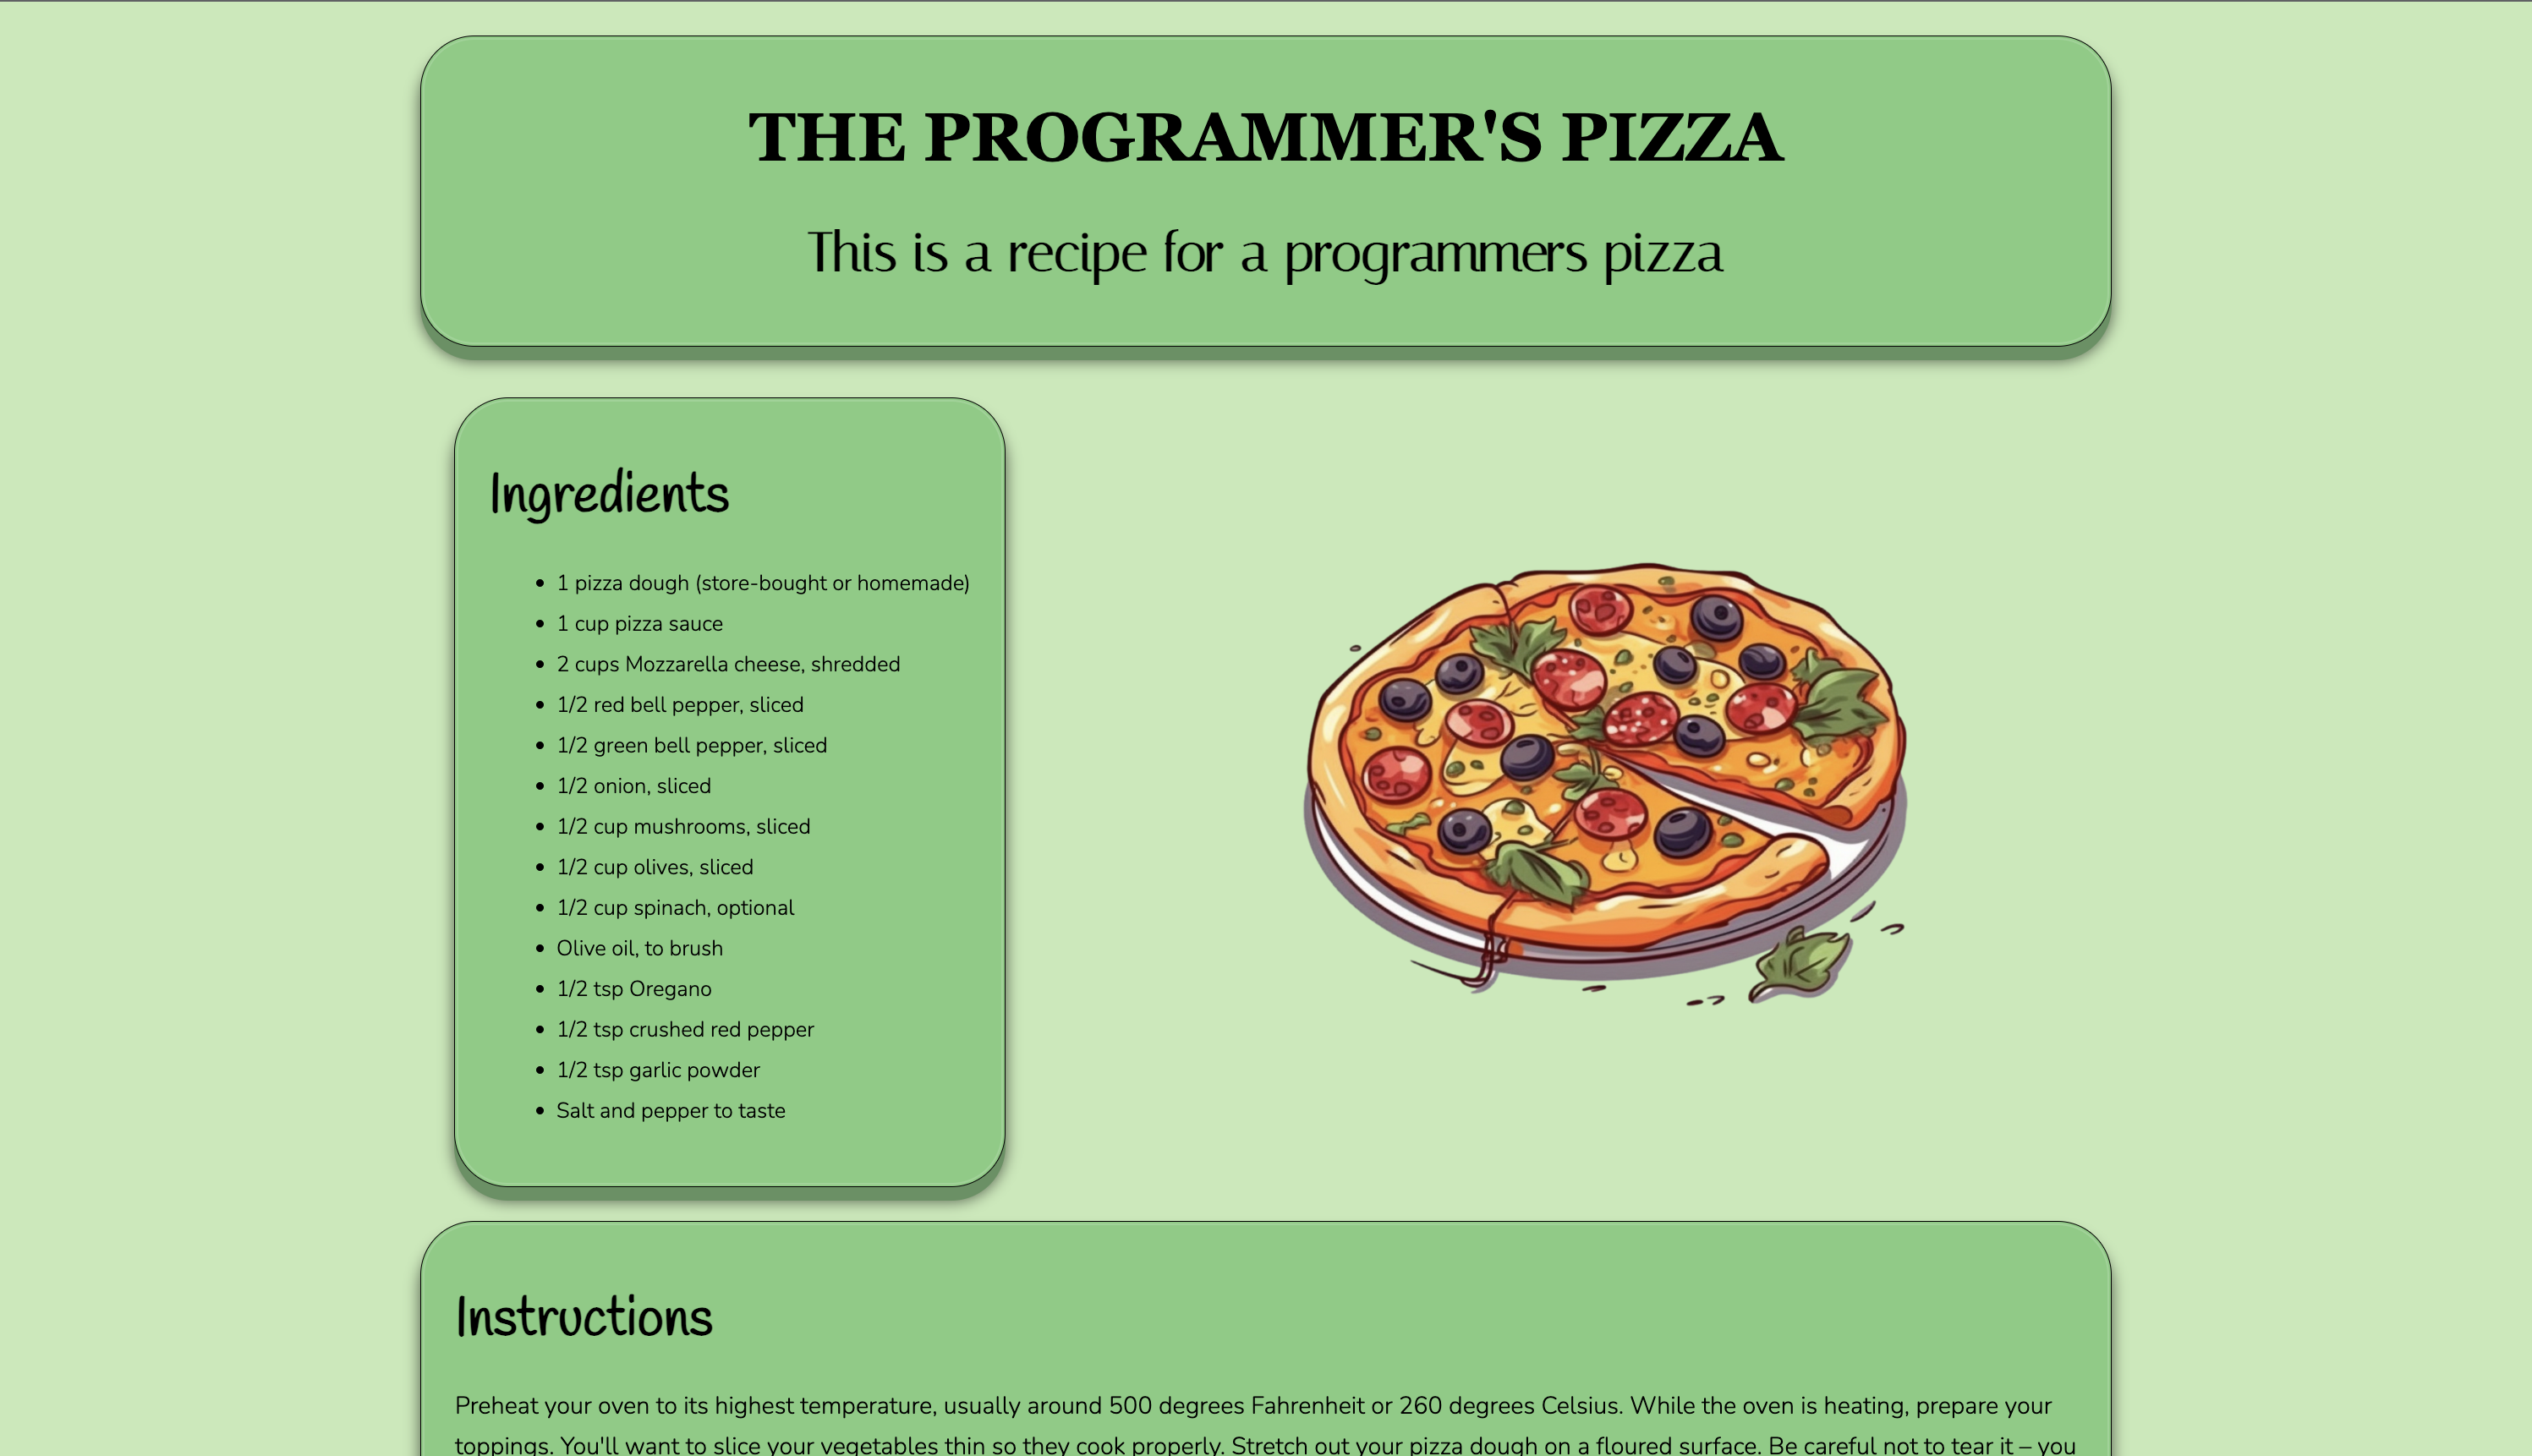 THE PROGRAMMER'S PIZZA
This is a recipe for a programmers pizza
Ingredients
1 pizza dough (store-bought or homemade)
1 cup pizza sauce
2 cups Mozzarella cheese, shredded
1/2 red bell pepper, sliced
1/2 green bell pepper, sliced
1/2 onion, sliced
1/2 cup mushrooms, sliced
1/2 cup olives, sliced
1/2 cup spinach, optional
Olive oil, to brush
1/2 tsp Oregano
1/2 tsp crushed red pepper
1/2 tsp garlic powder
Salt and pepper to taste
Instructions
Preheat your oven to its highest temperature, usually around 500 degrees Fahrenheit or 260 degrees Celsius. While the oven is heating, prepare your
toppings. You'll want to slice your vegetables thin so they cook properly. Stretch out your pizza dough on a floured surface. Be careful not to tear it – you